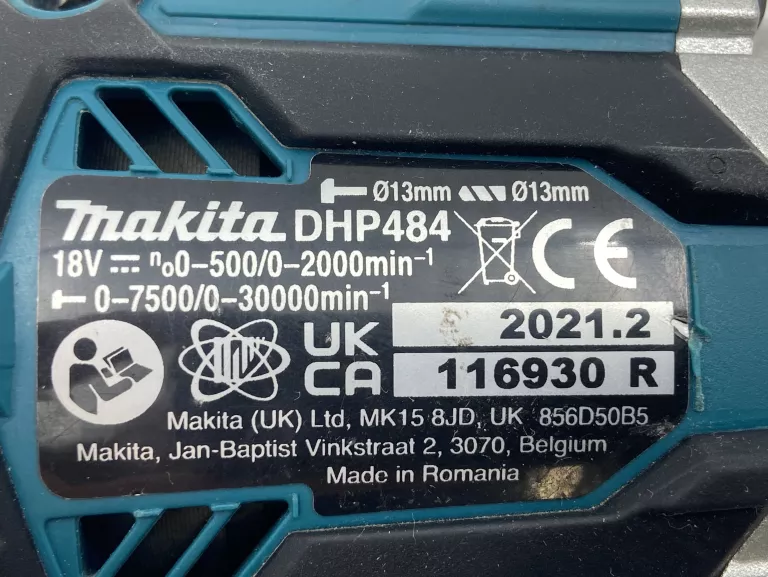 Ø13mm Ø13mm
makita DHP484
18V n₀0-500/0-2000min⁻¹
0-7500/0-30000min⁻¹
CE
UK
CA
2021.2
116930 R
Makita (UK) Ltd, MK15 8JD, UK 856D50B5
Makita, Jan-Baptist Vinkstraat 2, 3070, Belgium
Made in Romania